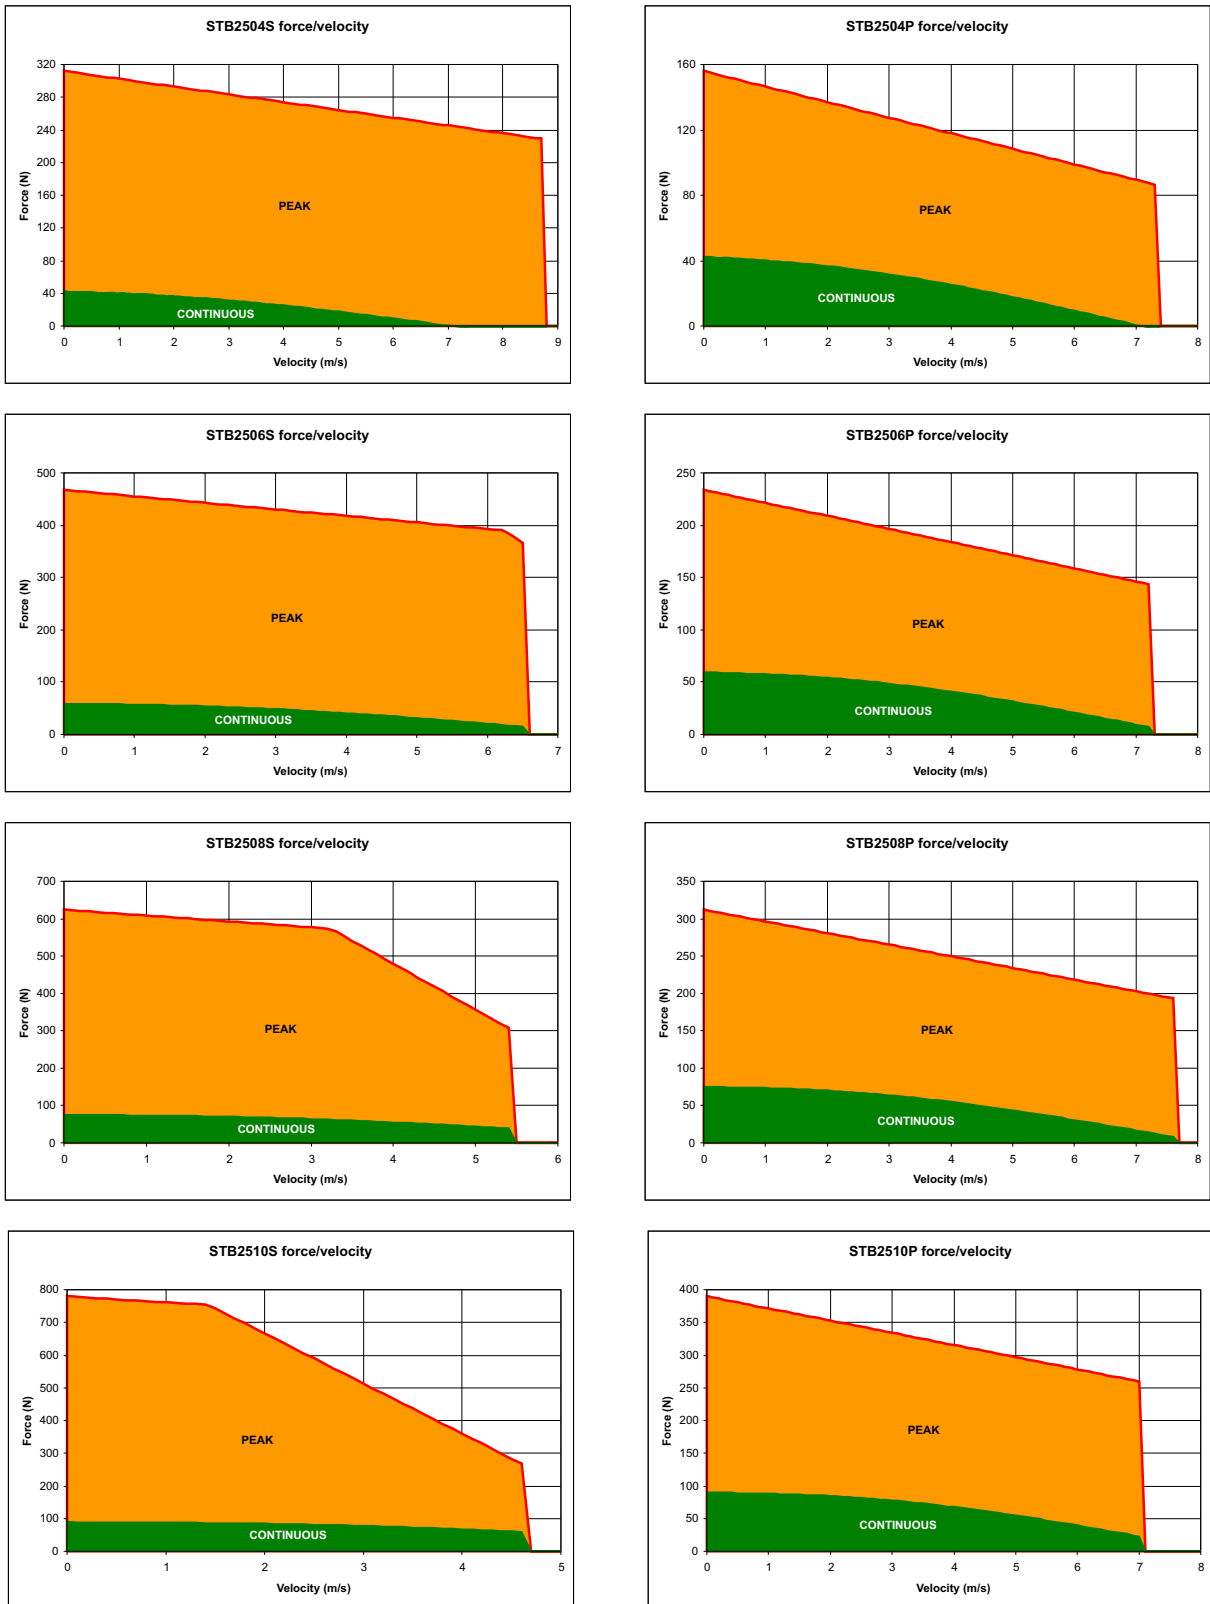 STB2504S force/velocity
320
280
240
200
160
120
80
40
0
Force (N)
PEAK
CONTINUOUS
0 1 2 3 4 5 6 7 8 9
Velocity (m/s)
STB2504P force/velocity
160
120
80
40
0
Force (N)
PEAK
CONTINUOUS
0 1 2 3 4 5 6 7 8
Velocity (m/s)
STB2506S force/velocity
500
400
300
200
100
0
Force (N)
PEAK
CONTINUOUS
0 1 2 3 4 5 6 7
Velocity (m/s)
STB2506P force/velocity
250
200
150
100
50
0
Force (N)
PEAK
CONTINUOUS
0 1 2 3 4 5 6 7 8
Velocity (m/s)
STB2508S force/velocity
700
600
500
400
300
200
100
0
Force (N)
PEAK
CONTINUOUS
0 1 2 3 4 5 6
Velocity (m/s)
STB2508P force/velocity
350
300
250
200
150
100
50
0
Force (N)
PEAK
CONTINUOUS
0 1 2 3 4 5 6 7 8
Velocity (m/s)
STB2510S force/velocity
800
700
600
500
400
300
200
100
0
Force (N)
PEAK
CONTINUOUS
0 1 2 3 4 5
Velocity (m/s)
STB2510P force/velocity
400
350
300
250
200
150
100
50
0
Force (N)
PEAK
CONTINUOUS
0 1 2 3 4 5 6 7 8
Velocity (m/s)